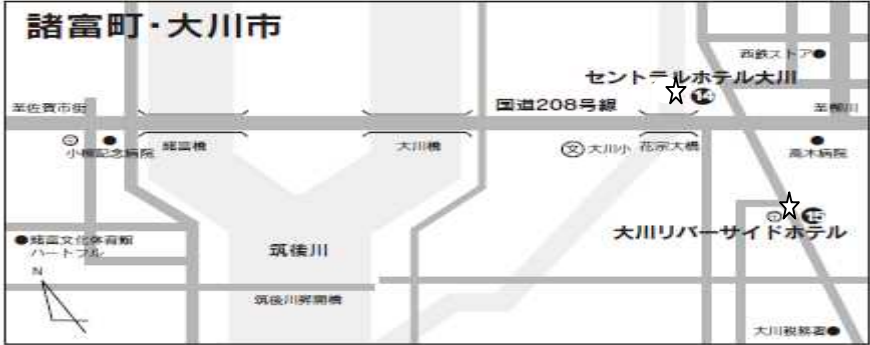 諸富町・大川市
西鉄ストア
セントラルホテル大川
14
国道208号線
至佐賀市街
至柳川
小柳記念病院
諸富橋
大川橋
文 大川小
花宗大橋
高木病院
15
大川リバーサイドホテル
諸富文化体育館
ハートフル
筑後川
N
筑後川昇開橋
大川税務署